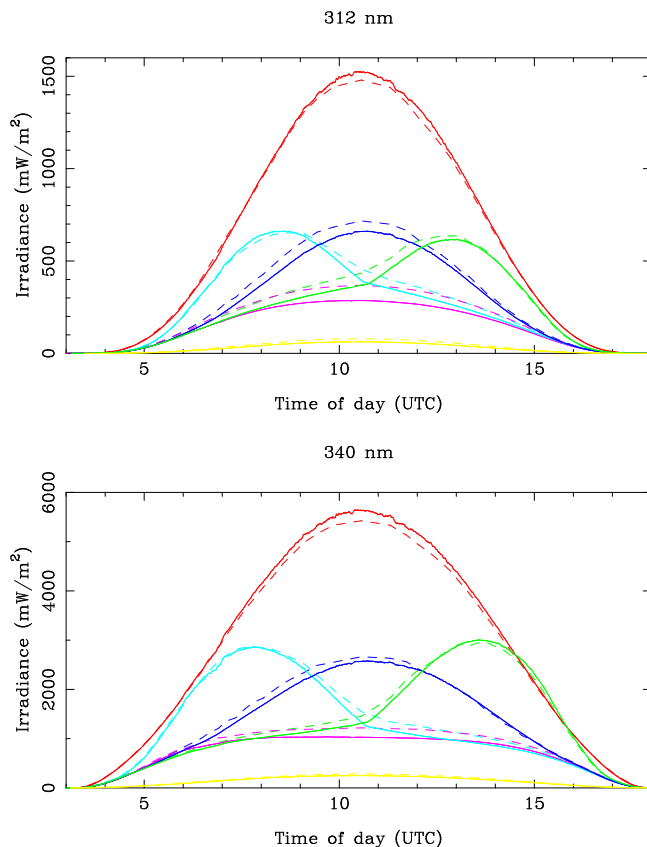 312 nm
1500
1000
500
0
Irradiance (mW/m²)
5 10 15
Time of day (UTC)
340 nm
6000
4000
2000
0
Irradiance (mW/m²)
5 10 15
Time of day (UTC)